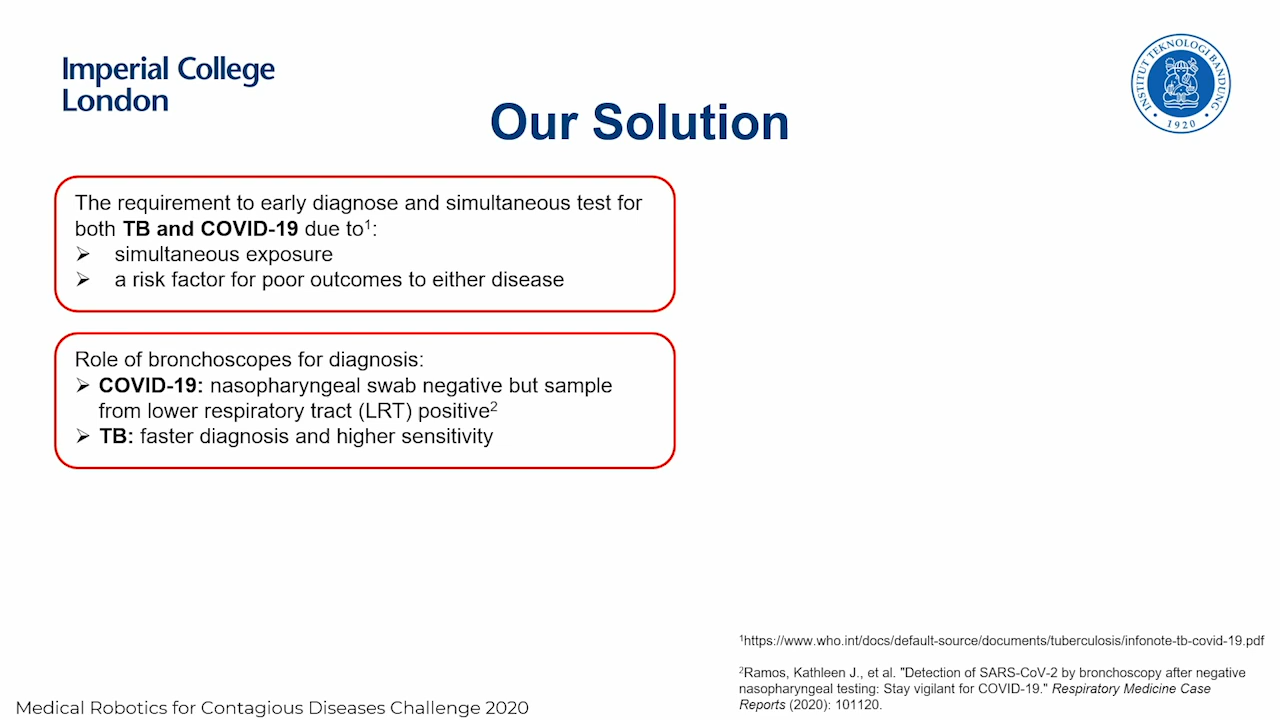 Imperial College
London
INSTITUT TEKNOLOGI BANDUNG
• 1920 •
Our Solution
The requirement to early diagnose and simultaneous test for
both TB and COVID-19 due to¹:
➢ simultaneous exposure
➢ a risk factor for poor outcomes to either disease
Role of bronchoscopes for diagnosis:
➢ COVID-19: nasopharyngeal swab negative but sample
from lower respiratory tract (LRT) positive²
➢ TB: faster diagnosis and higher sensitivity
¹https://www.who.int/docs/default-source/documents/tuberculosis/infonote-tb-covid-19.pdf
²Ramos, Kathleen J., et al. "Detection of SARS-CoV-2 by bronchoscopy after negative
nasopharyngeal testing: Stay vigilant for COVID-19." Respiratory Medicine Case
Reports (2020): 101120.
Medical Robotics for Contagious Diseases Challenge 2020